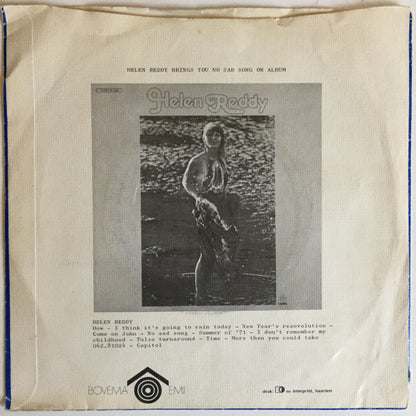 HELEN REDDY BRINGS YOU NO SAD SONG ON ALBUM
Helen Reddy
HELEN REDDY
How - I think it's going to rain today - New Year's resovolution -
Come on John - No sad song - Summer of '71 - I don't remember my
childhood - Tulsa turnaround - Time - More than you could take
062,81024 - Capitol
BOVEMA EMI
druk: nv interprint, haarlem